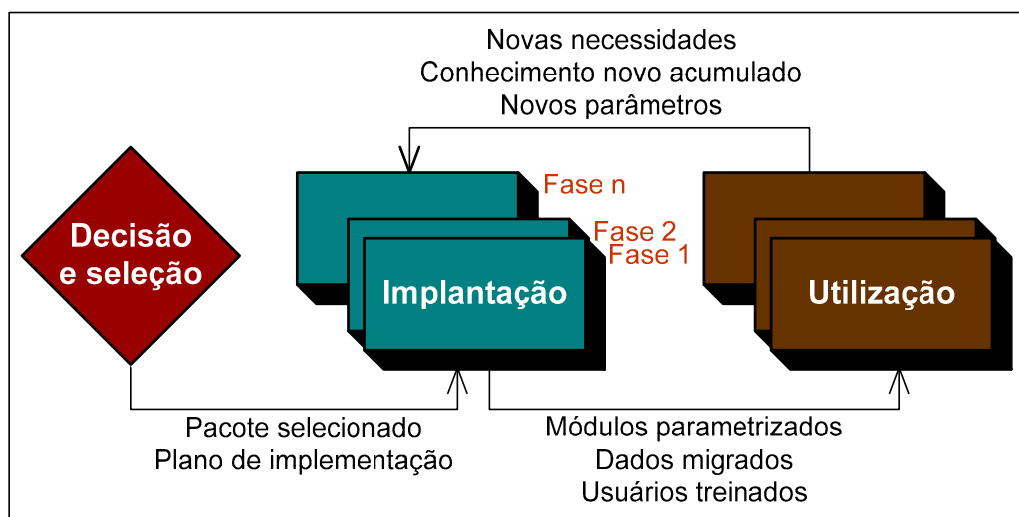 Novas necessidades
Conhecimento novo acumulado
Novos parâmetros
Decisão
e seleção
Fase n
Fase 2
Fase 1
Implantação
Utilização
Pacote selecionado
Plano de implementação
Módulos parametrizados
Dados migrados
Usuários treinados